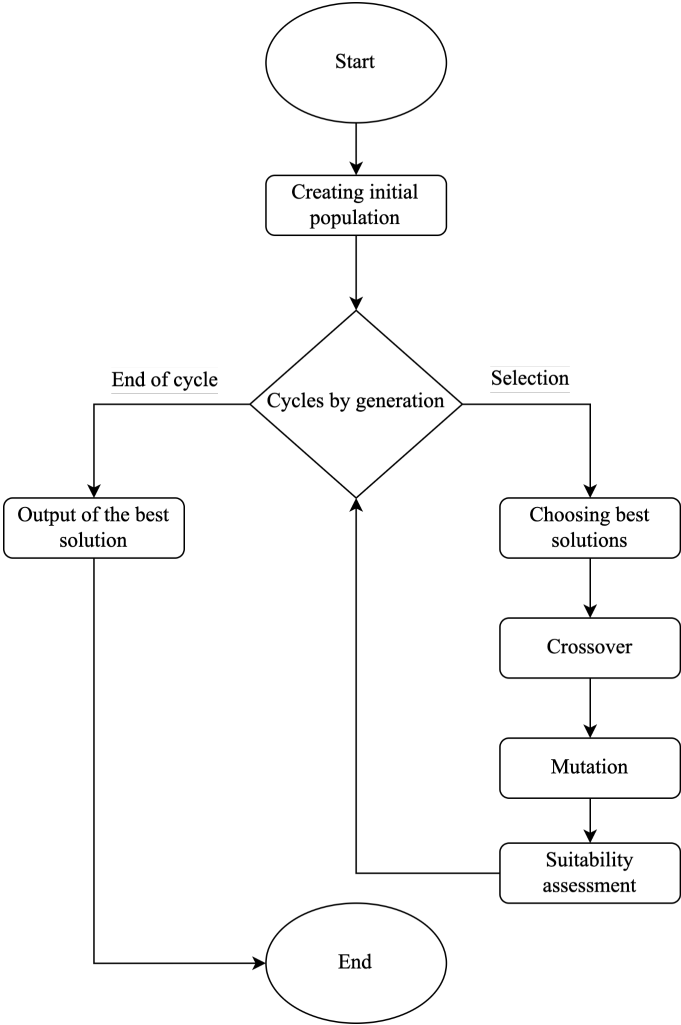 Start
Creating initial
population
End of cycle
Selection
Cycles by generation
Output of the best
solution
Choosing best
solutions
Crossover
Mutation
Suitability
assessment
End